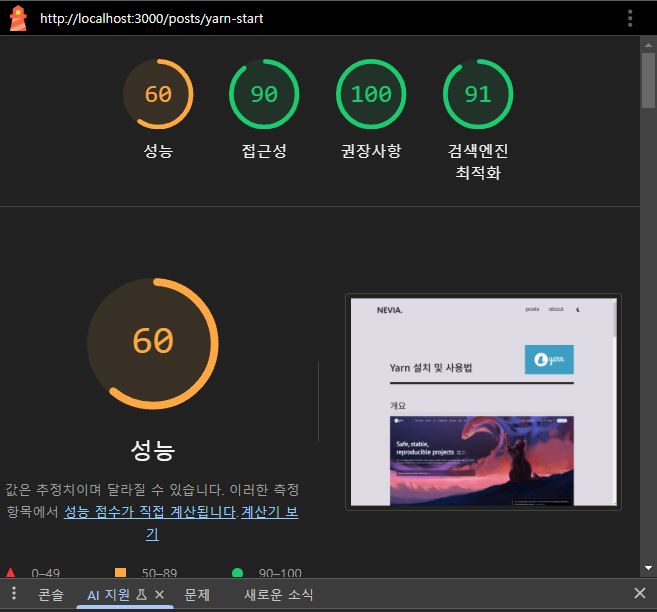 http://localhost:3000/posts/yarn-start
60
90
100
91
성능
접근성
권장사항
검색엔진
최적화
60
NEVIA.
posts
about
Yarn 설치 및 사용법
yarn
개요
Safe, stable,
reproducible projects
성능
값은 추정치이며 달라질 수 있습니다. 이러한 측정
항목에서 성능 점수가 직접 계산됩니다.계산기 보
기
0–49
50–89
90–100
콘솔
AI 지원
문제
새로운 소식